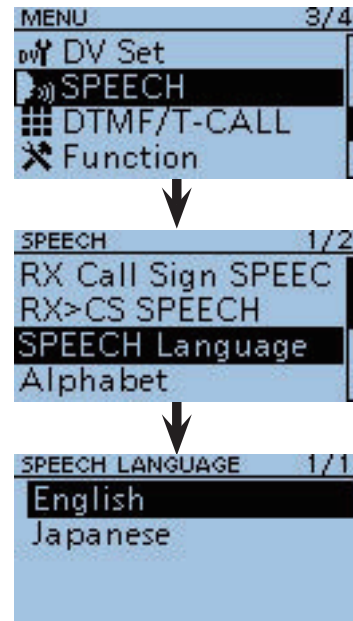 MENU 3/4
DV DV Set
SPEECH
DTMF/T-CALL
Function
SPEECH 1/2
RX Call Sign SPEEC
RX>CS SPEECH
SPEECH Language
Alphabet
SPEECH LANGUAGE 1/1
English
Japanese